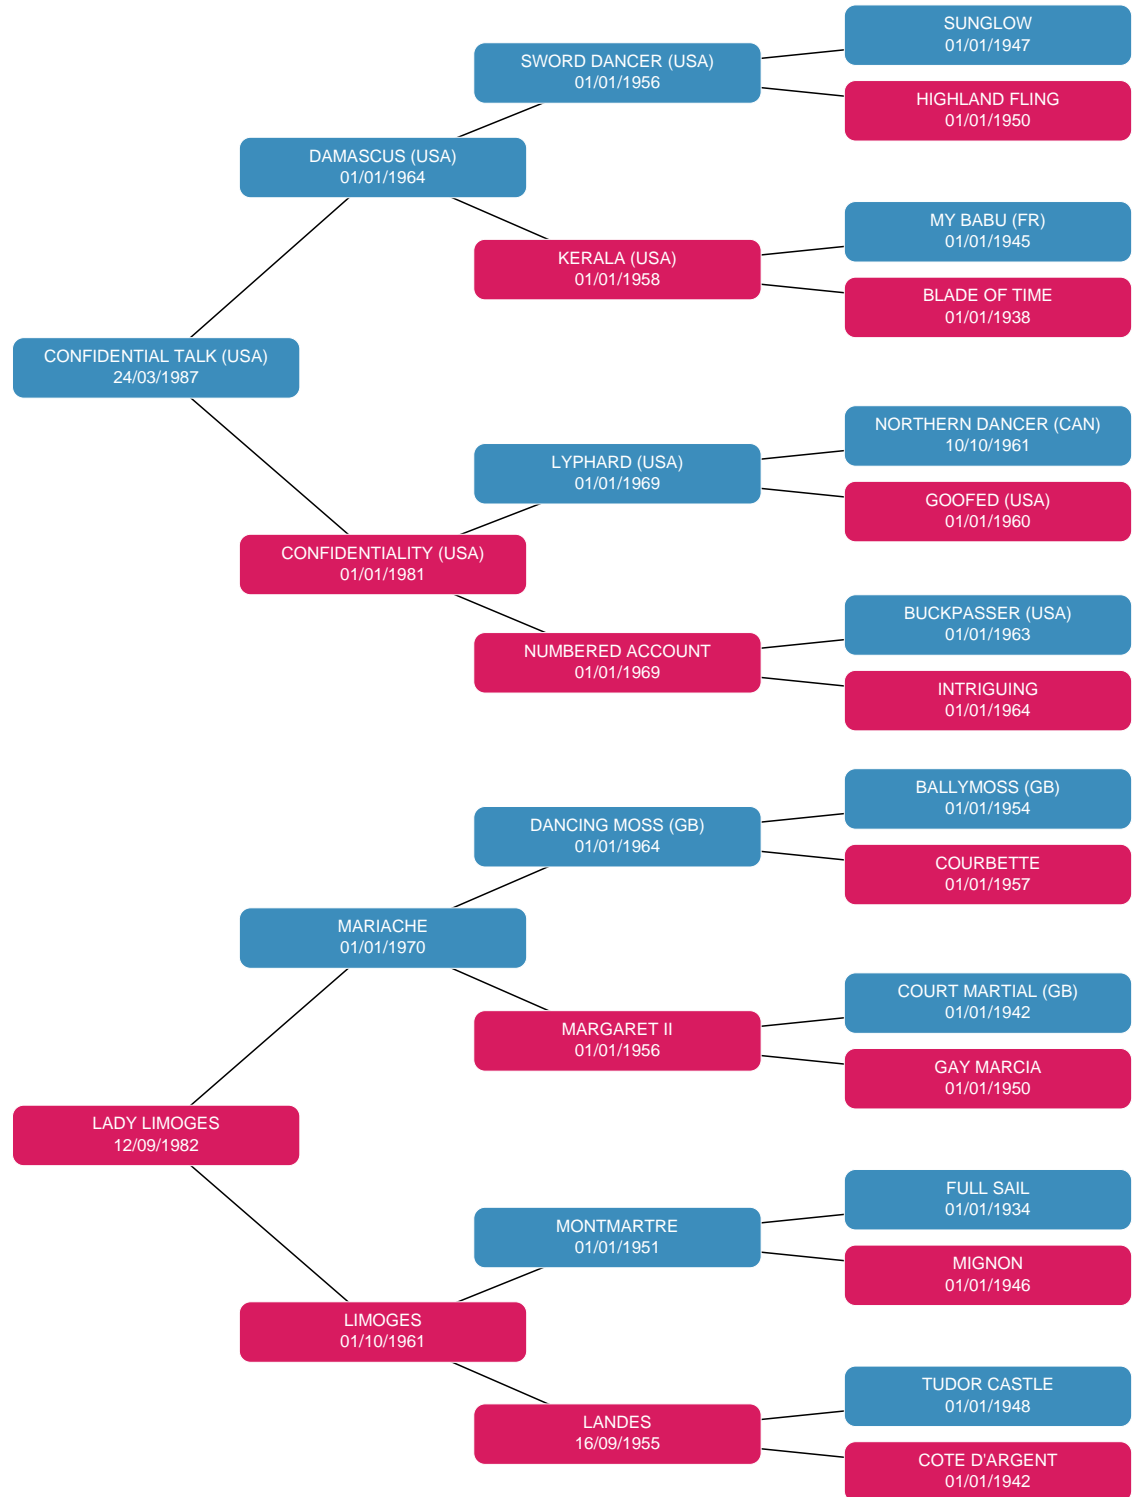 SUNGLOW
01/01/1947
SWORD DANCER (USA)
01/01/1956
HIGHLAND FLING
01/01/1950
DAMASCUS (USA)
01/01/1964
MY BABU (FR)
01/01/1945
KERALA (USA)
01/01/1958
BLADE OF TIME
01/01/1938
CONFIDENTIAL TALK (USA)
24/03/1987
NORTHERN DANCER (CAN)
10/10/1961
LYPHARD (USA)
01/01/1969
GOOFED (USA)
01/01/1960
CONFIDENTIALITY (USA)
01/01/1981
BUCKPASSER (USA)
01/01/1963
NUMBERED ACCOUNT
01/01/1969
INTRIGUING
01/01/1964
BALLYMOSS (GB)
01/01/1954
DANCING MOSS (GB)
01/01/1964
COURBETTE
01/01/1957
MARIACHE
01/01/1970
COURT MARTIAL (GB)
01/01/1942
MARGARET II
01/01/1956
GAY MARCIA
01/01/1950
LADY LIMOGES
12/09/1982
FULL SAIL
01/01/1934
MONTMARTRE
01/01/1951
MIGNON
01/01/1946
LIMOGES
01/10/1961
TUDOR CASTLE
01/01/1948
LANDES
16/09/1955
COTE D'ARGENT
01/01/1942